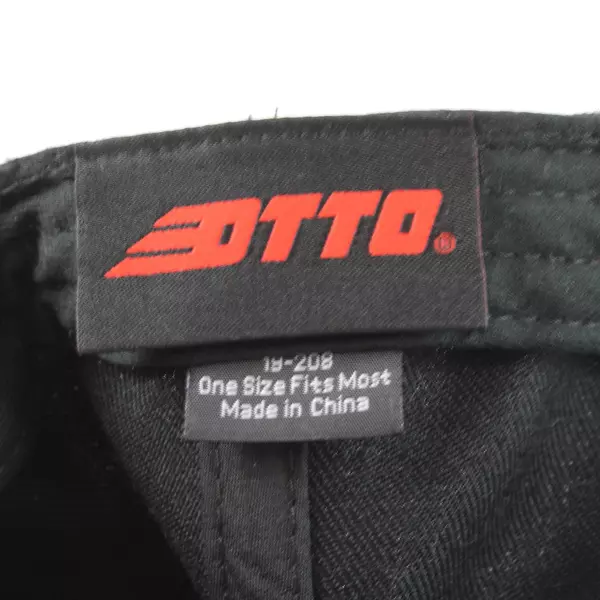 OTTO®
19-208
One Size Fits Most
Made in China